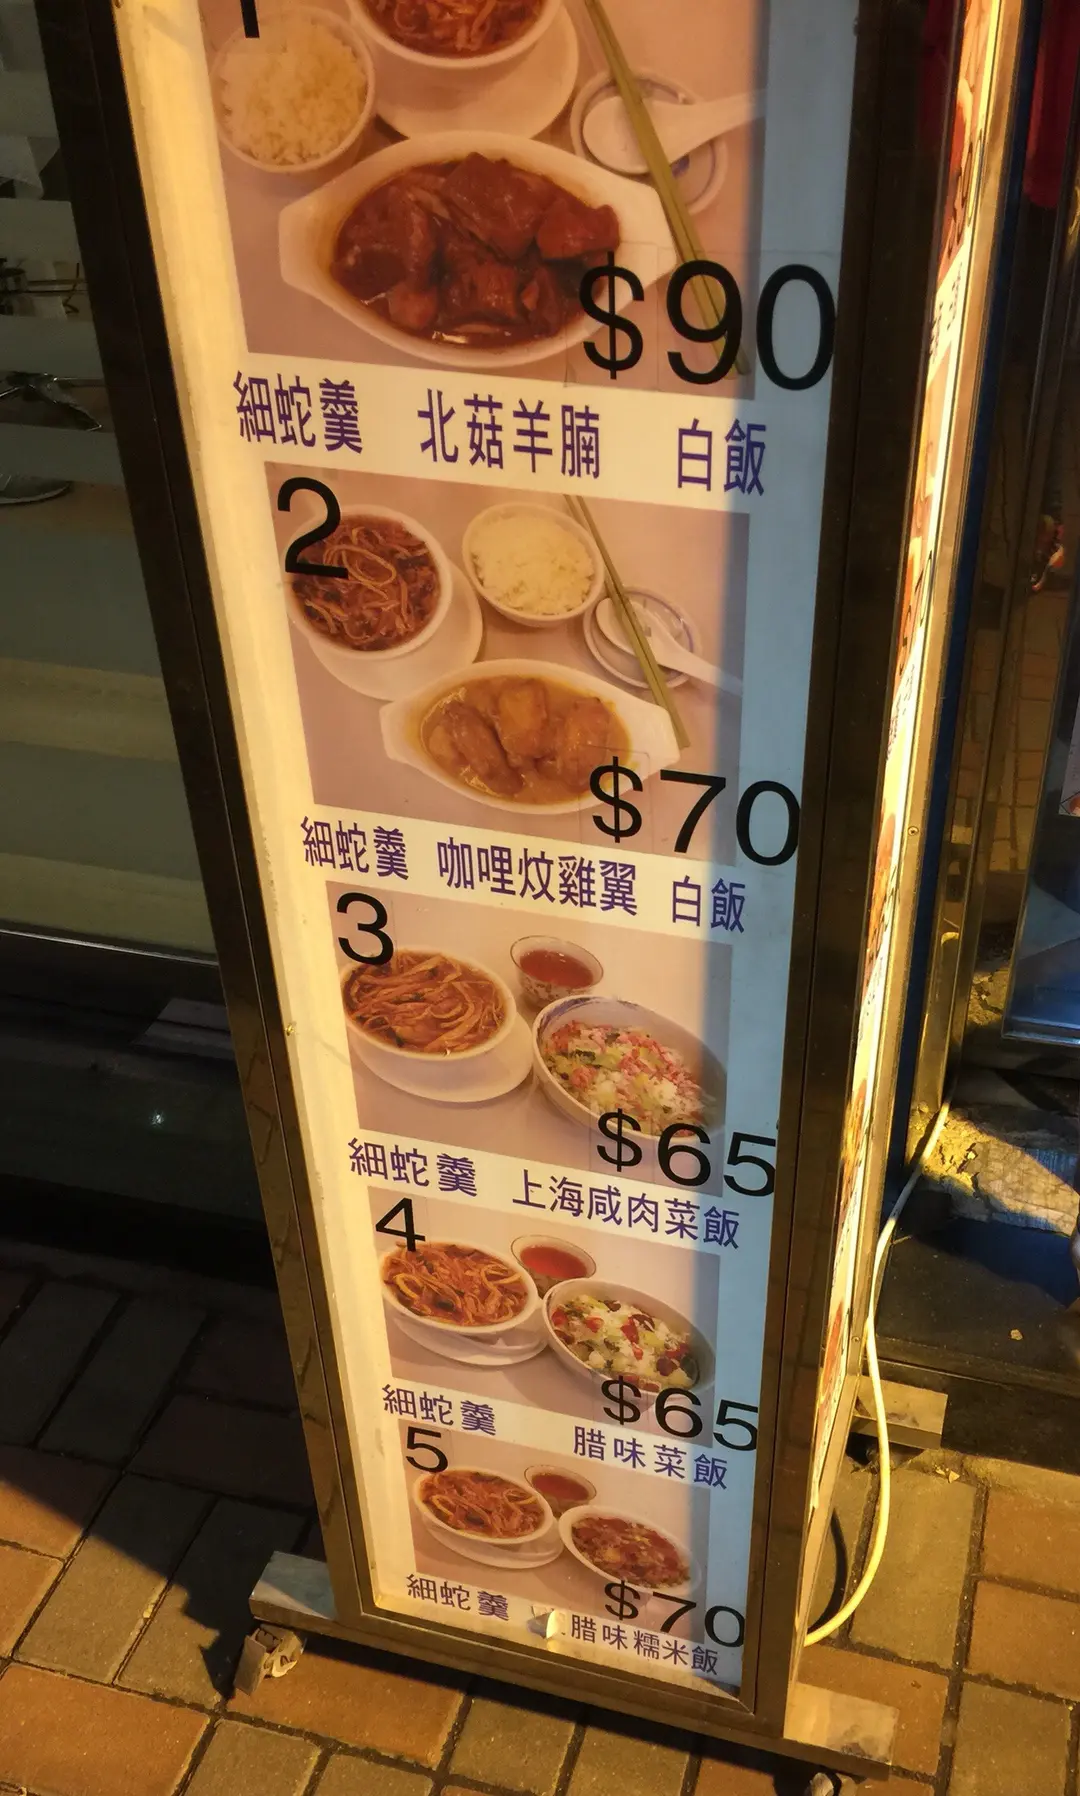 1
$90
細蛇羹 北菇羊腩 白飯
2
$70
細蛇羹 咖哩炆雞翼 白飯
3
$65
細蛇羹 上海咸肉菜飯
4
$65
細蛇羹 腊味菜飯
5
$70
細蛇羹 腊味糯米飯